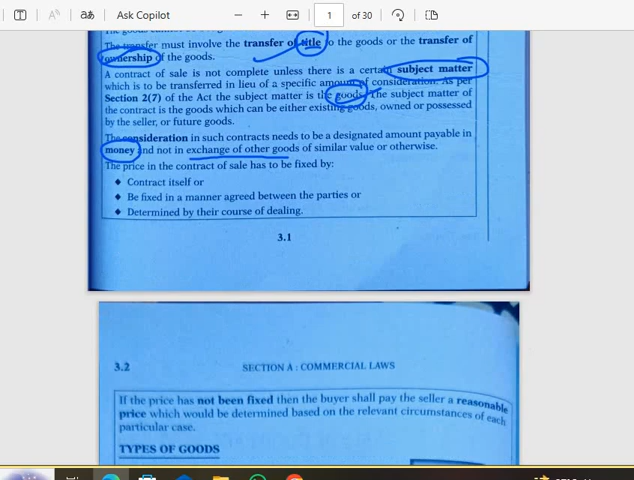 Ask Copilot
1 of 30
The transfer must involve the transfer of title to the goods or the transfer of
ownership of the goods.
A contract of sale is not complete unless there is a certain subject matter
which is to be transferred in lieu of a specific amount of consideration. As per
Section 2(7) of the Act the subject matter is the goods. The subject matter of
the contract is the goods which can be either existing goods, owned or possessed
by the seller, or future goods.
The consideration in such contracts needs to be a designated amount payable in
money and not in exchange of other goods of similar value or otherwise.
The price in the contract of sale has to be fixed by:
◆ Contract itself or
◆ Be fixed in a manner agreed between the parties or
◆ Determined by their course of dealing.
3.1
3.2 SECTION A : COMMERCIAL LAWS
If the price has not been fixed then the buyer shall pay the seller a reasonable
price which would be determined based on the relevant circumstances of each
particular case.
TYPES OF GOODS